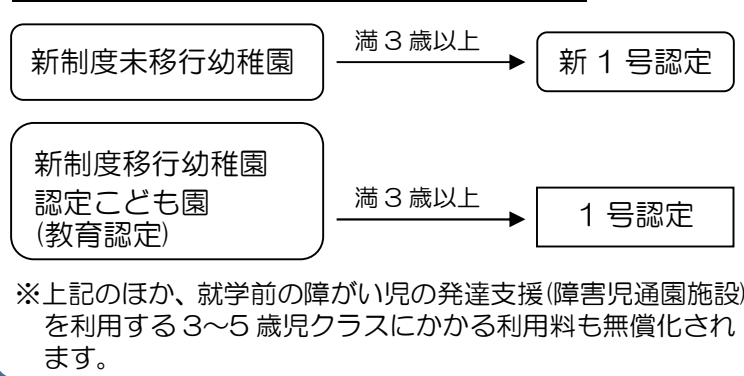 新制度未移行幼稚園
満3歳以上
新1号認定
新制度移行幼稚園
認定こども園
(教育認定)
満3歳以上
1号認定
※上記のほか、就学前の障がい児の発達支援(障害児通園施設)
を利用する3～5歳児クラスにかかる利用料も無償化され
ます。